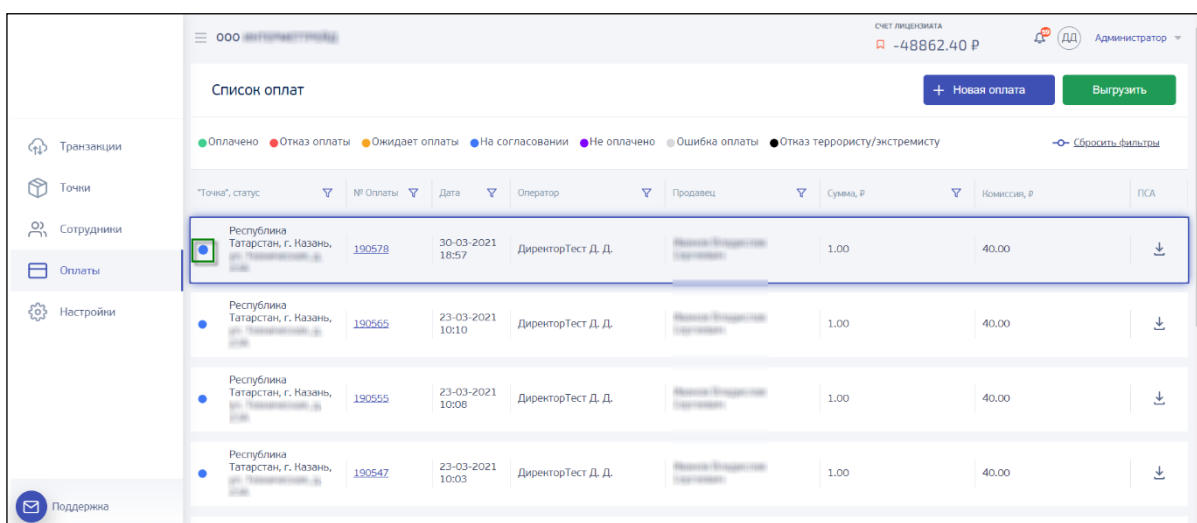 ООО
СЧЕТ ЛИЦЕНЗИАТА
-48862.40 ₽
59
ДД
Администратор
Список оплат
+ Новая оплата
Выгрузить
Оплачено Отказ оплаты Ожидает оплаты На согласовании Не оплачено Ошибка оплаты Отказ террористу/экстремисту
Сбросить фильтры
Транзакции
Точки
Сотрудники
Оплаты
Настройки
Поддержка
"Точка", статус № Оплаты Дата Оператор Продавец Сумма, ₽ Комиссия, ₽ ПСА
Республика
Татарстан, г. Казань,
190578
30-03-2021
18:57
ДиректорТест Д. Д.
1.00
40.00
Республика
Татарстан, г. Казань,
190565
23-03-2021
10:10
ДиректорТест Д. Д.
1.00
40.00
Республика
Татарстан, г. Казань,
190555
23-03-2021
10:08
ДиректорТест Д. Д.
1.00
40.00
Республика
Татарстан, г. Казань,
190547
23-03-2021
10:03
ДиректорТест Д. Д.
1.00
40.00